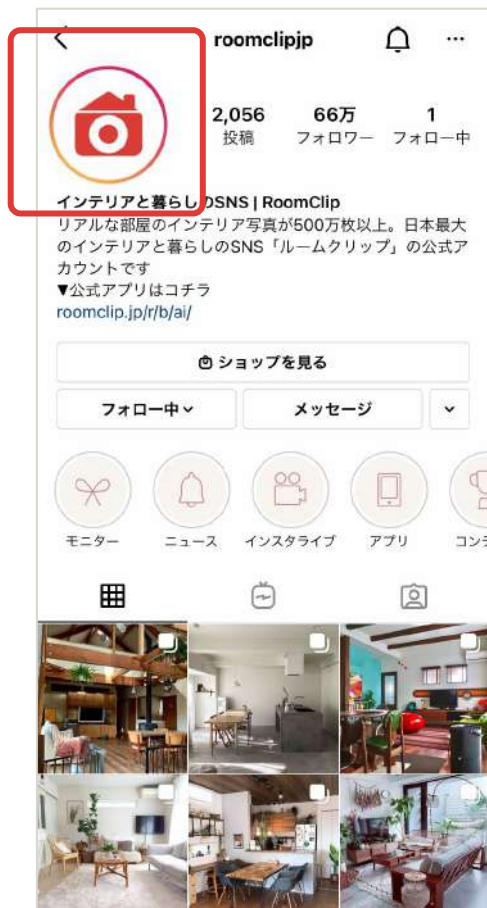 roomclipjp
2,056 66万 1
投稿 フォロワー フォロー中
インテリアと暮らしのSNS | RoomClip
リアルな部屋のインテリア写真が500万枚以上。日本最大
のインテリアと暮らしのSNS「ルームクリップ」の公式ア
カウントです
▼公式アプリはコチラ
roomclip.jp/r/b/ai/
ショップを見る
フォロー中 メッセージ
モニター ニュース インスタライブ アプリ コンテ